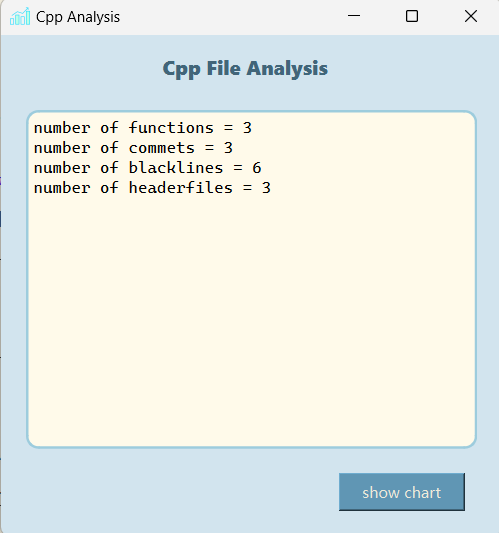 Cpp Analysis
Cpp File Analysis
number of functions = 3
number of commets = 3
number of blacklines = 6
number of headerfiles = 3
show chart